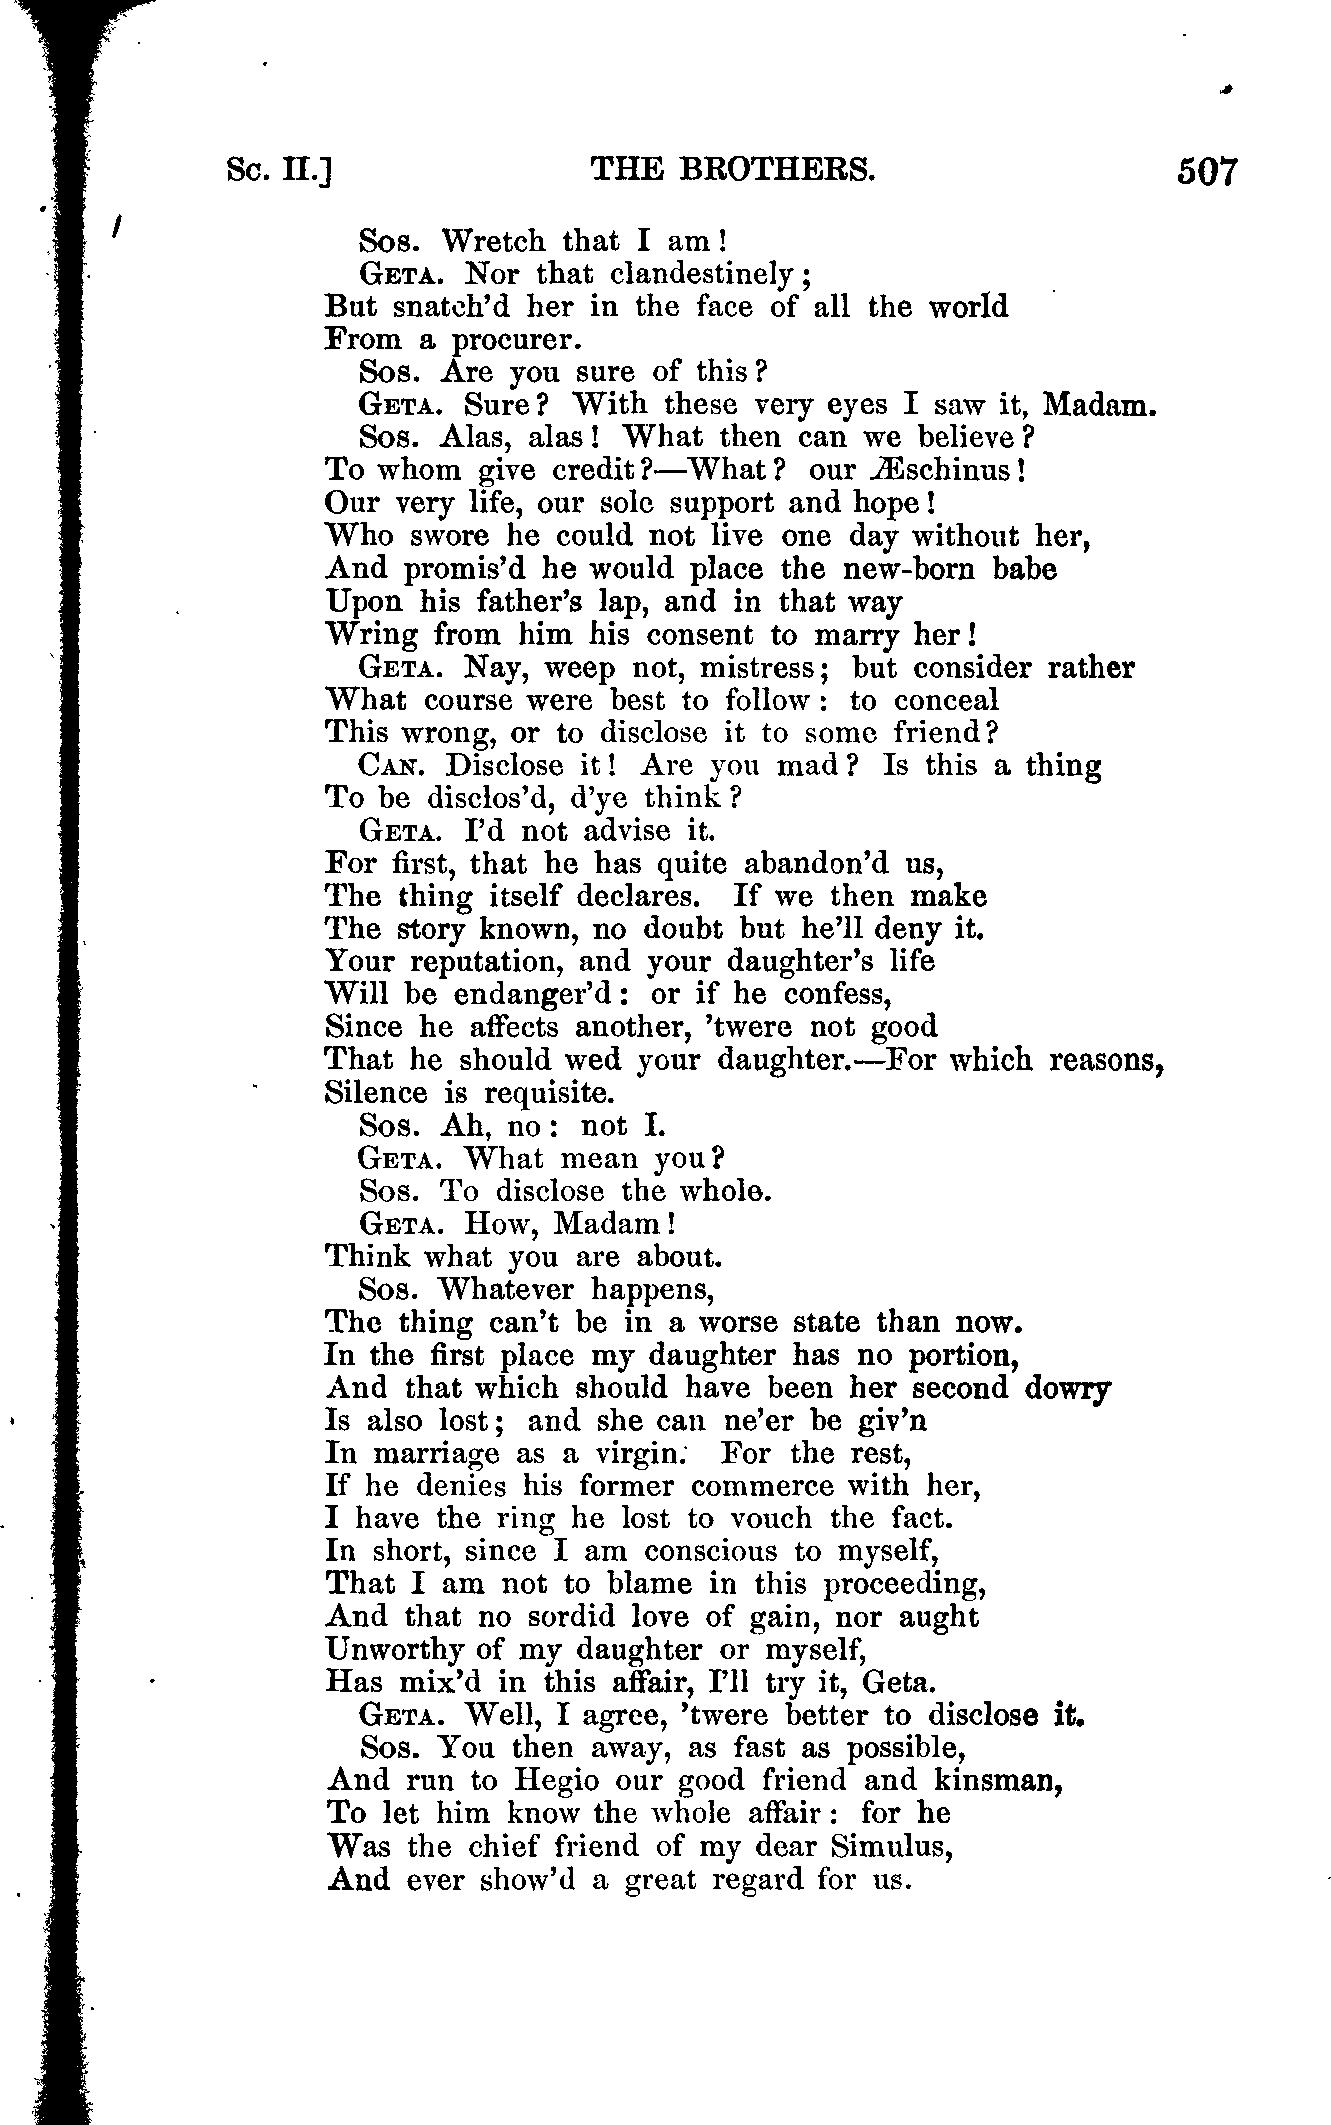 Sc. II.] THE BROTHERS. 507
Sos. Wretch that I am!
Geta. Nor that clandestinely;
But snatch'd her in the face of all the world
From a procurer.
Sos. Are you sure of this?
Geta. Sure? With these very eyes I saw it, Madam.
Sos. Alas, alas! What then can we believe?
To whom give credit?—What? our Æschinus!
Our very life, our sole support and hope!
Who swore he could not live one day without her,
And promis'd he would place the new-born babe
Upon his father's lap, and in that way
Wring from him his consent to marry her!
Geta. Nay, weep not, mistress; but consider rather
What course were best to follow: to conceal
This wrong, or to disclose it to some friend?
Can. Disclose it! Are you mad? Is this a thing
To be disclos'd, d'ye think?
Geta. I'd not advise it.
For first, that he has quite abandon'd us,
The thing itself declares. If we then make
The story known, no doubt but he'll deny it.
Your reputation, and your daughter's life
Will be endanger'd: or if he confess,
Since he affects another, 'twere not good
That he should wed your daughter.—For which reasons,
Silence is requisite.
Sos. Ah, no: not I.
Geta. What mean you?
Sos. To disclose the whole.
Geta. How, Madam!
Think what you are about.
Sos. Whatever happens,
The thing can't be in a worse state than now.
In the first place my daughter has no portion,
And that which should have been her second dowry
Is also lost; and she can ne'er be giv'n
In marriage as a virgin. For the rest,
If he denies his former commerce with her,
I have the ring he lost to vouch the fact.
In short, since I am conscious to myself,
That I am not to blame in this proceeding,
And that no sordid love of gain, nor aught
Unworthy of my daughter or myself,
Has mix'd in this affair, I'll try it, Geta.
Geta. Well, I agree, 'twere better to disclose it.
Sos. You then away, as fast as possible,
And run to Hegio our good friend and kinsman,
To let him know the whole affair: for he
Was the chief friend of my dear Simulus,
And ever show'd a great regard for us.